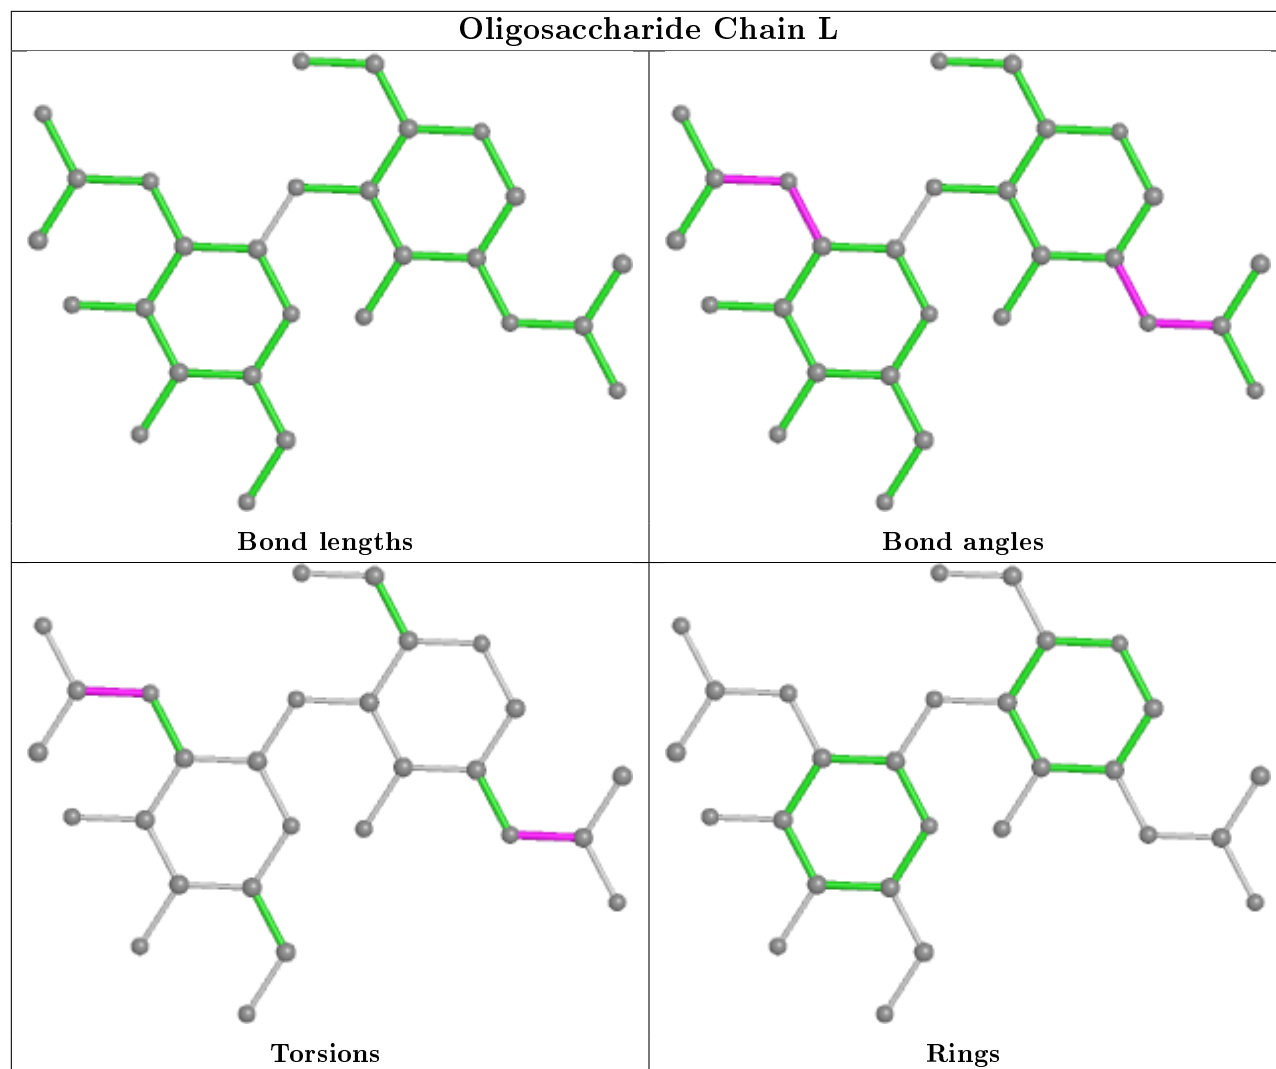 Oligosaccharide Chain L
Bond lengths
Bond angles
Torsions
Rings